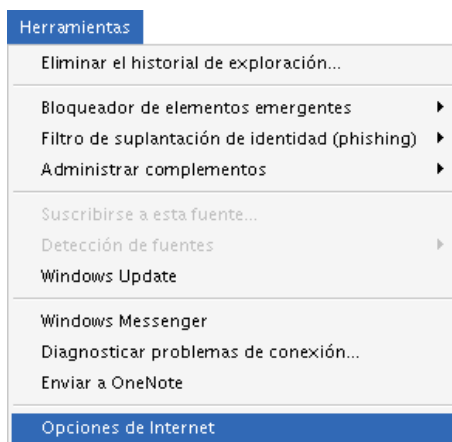 Herramientas
Eliminar el historial de exploración...
Bloqueador de elementos emergentes
Filtro de suplantación de identidad (phishing)
Administrar complementos
Suscribirse a esta fuente...
Detección de fuentes
Windows Update
Windows Messenger
Diagnosticar problemas de conexión...
Enviar a OneNote
Opciones de Internet